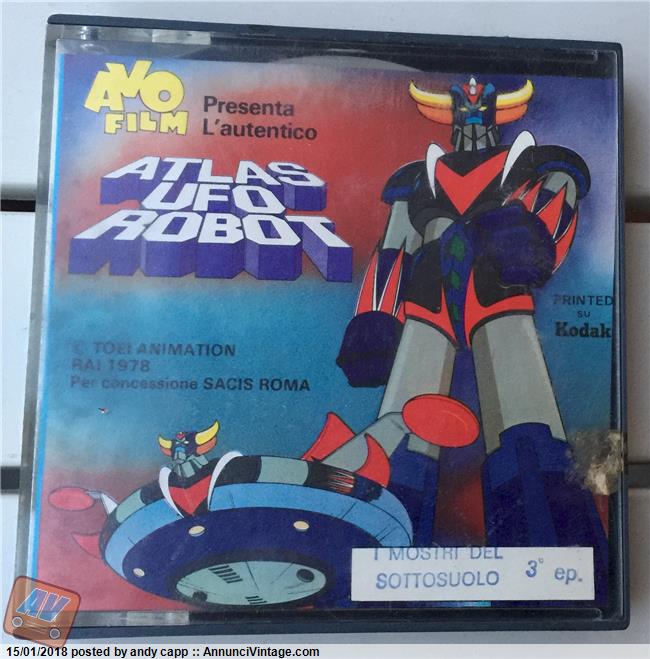 AVO
FILM
Presenta
L'autentico
ATLAS
UFO
ROBOT
PRINTED
SU
Kodak
© TOEI ANIMATION
RAI 1978
Per concessione SACIS ROMA
I MOSTRI DEL
SOTTOSUOLO 3° ep.
AV
15/01/2018 posted by andy capp :: AnnunciVintage.com